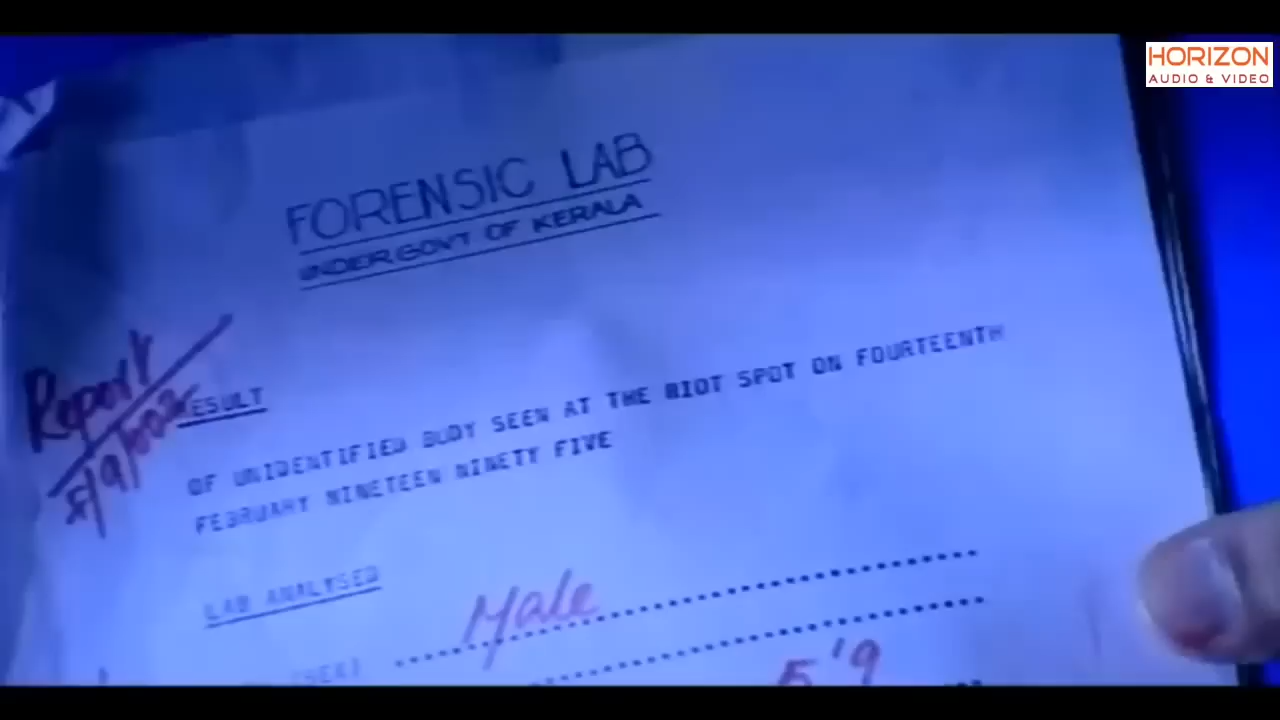 HORIZON
AUDIO & VIDEO
FORENSIC LAB
UNDER GOVT OF KERALA
Report
RESULT
OF UNIDENTIFIED BODY SEEN AT THE RIOT SPOT ON FOURTEENTH
FEBRUARY NINETEEN NINETY FIVE
LAB ANALYSED
(SEX) Male
5'9